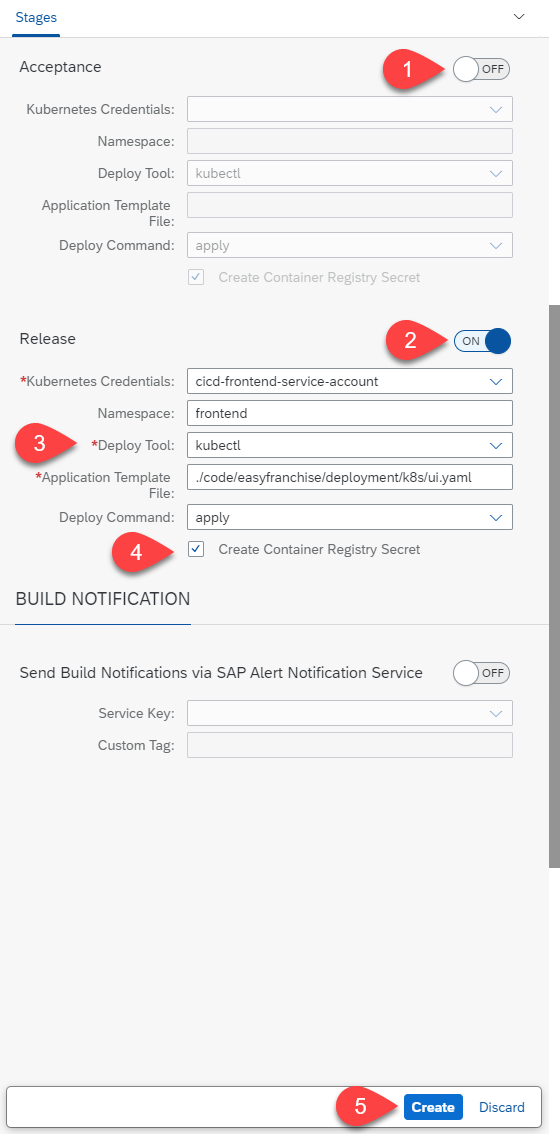 Stages
Acceptance
1
OFF
Kubernetes Credentials:
Namespace:
Deploy Tool:
kubectl
Application Template
File:
Deploy Command:
apply
Create Container Registry Secret
Release
2
ON
*Kubernetes Credentials:
cicd-frontend-service-account
Namespace:
frontend
3
*Deploy Tool:
kubectl
*Application Template
File:
./code/easyfranchise/deployment/k8s/ui.yaml
Deploy Command:
apply
4
Create Container Registry Secret
BUILD NOTIFICATION
Send Build Notifications via SAP Alert Notification Service
OFF
Service Key:
Custom Tag:
5
Create
Discard